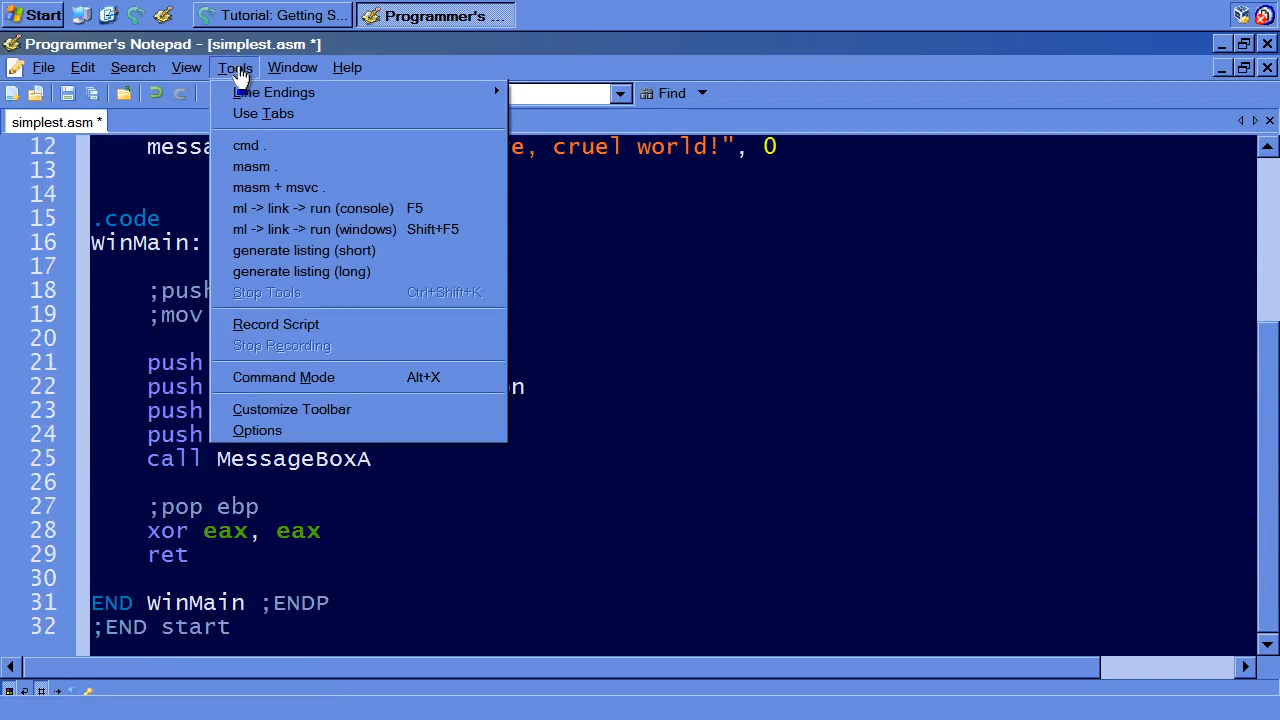 Start
Tutorial: Getting S...
Programmer's ...
Programmer's Notepad - [simplest.asm *]
File Edit Search View Tools Window Help
Find
simplest.asm *
Line Endings
Use Tabs
cmd .
masm .
masm + msvc .
ml -> link -> run (console) F5
ml -> link -> run (windows) Shift+F5
generate listing (short)
generate listing (long)
Stop Tools Ctrl+Shift+K
Record Script
Stop Recording
Command Mode Alt+X
Customize Toolbar
Options
12 messa e, cruel world!", 0
13
14
15 .code
16 WinMain:
17
18 ;push
19 ;mov
20
21 push
22 push on
23 push
24 push
25 call MessageBoxA
26
27 ;pop ebp
28 xor eax, eax
29 ret
30
31 END WinMain ;ENDP
32 ;END start